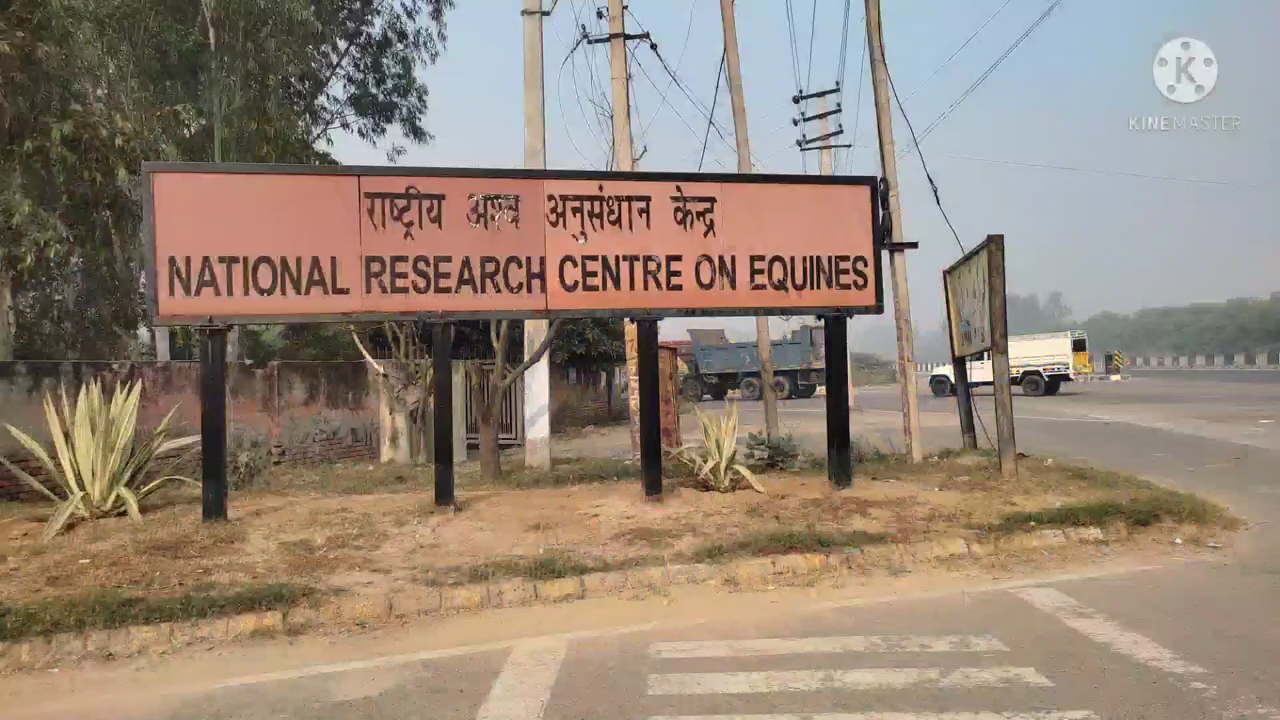 राष्ट्रीय अश्व अनुसंधान केन्द्र
NATIONAL RESEARCH CENTRE ON EQUINES
K
KINEMASTER